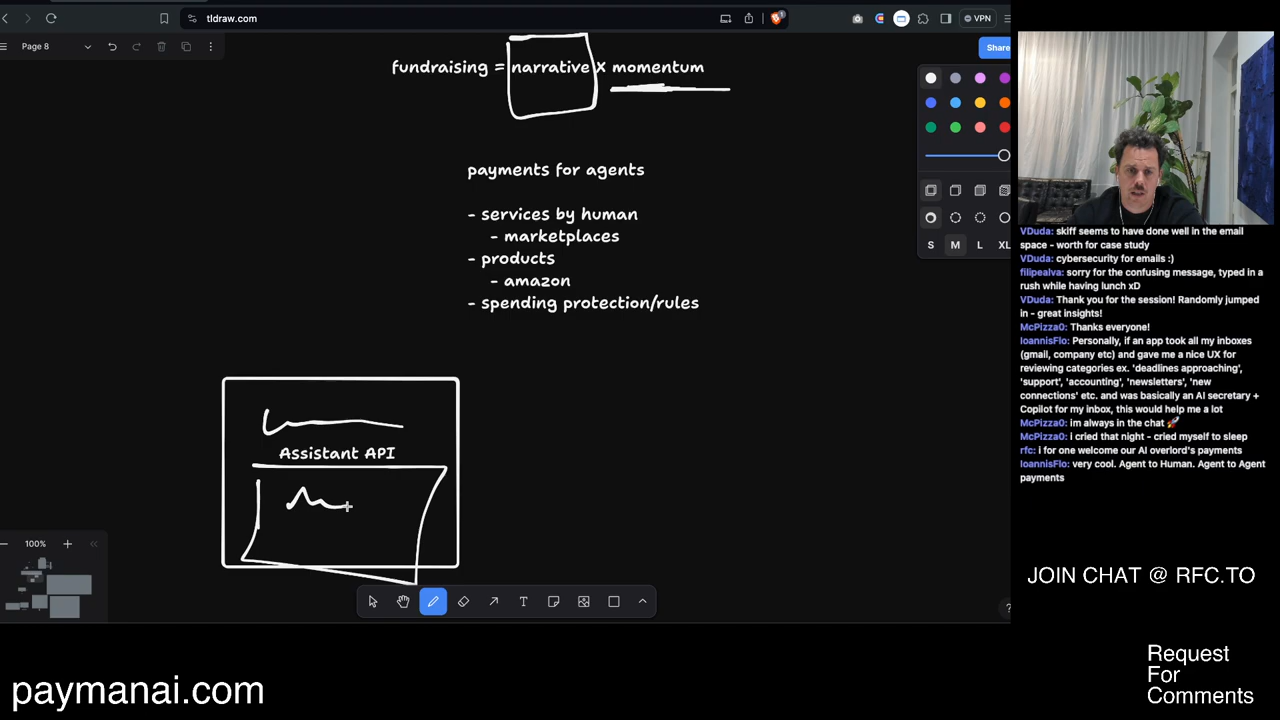 tldraw.com
VPN
Page 8
Share
fundraising = narrative x momentum
payments for agents
- services by human
- marketplaces
- products
- amazon
- spending protection/rules
Assistant API
S M L XL
100%
?
VDuda: skiff seems to have done well in the email
space - worth for case study
VDuda: cybersecurity for emails :)
filipealva: sorry for the confusing message, typed in a
rush while having lunch xD
VDuda: Thank you for the session! Randomly jumped
in - great insights!
McPizza0: Thanks everyone!
IoannisFlo: Personally, if an app took all my inboxes
(gmail, company etc) and gave me a nice UX for
reviewing categories ex. 'deadlines approaching',
'support', 'accounting', 'newsletters', 'new
connections' etc. and was basically an AI secretary +
Copilot for my inbox, this would help me a lot
McPizza0: im always in the chat 🚀
McPizza0: i cried that night - cried myself to sleep
rfc: i for one welcome our AI overlord's payments
IoannisFlo: very cool. Agent to Human. Agent to Agent
payments
JOIN CHAT @ RFC.TO
Request
For
Comments
paymanai.com